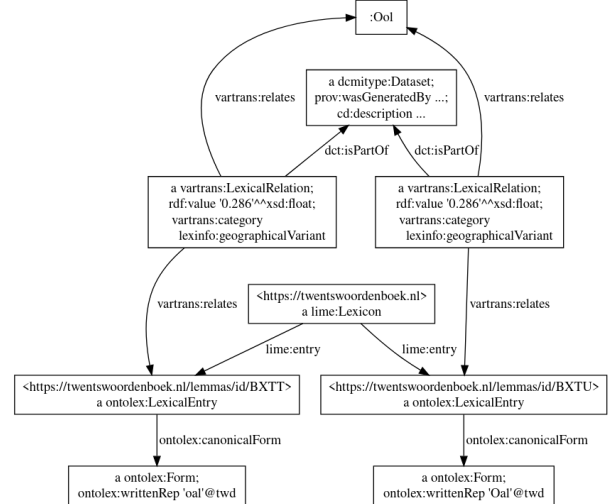 :Ool
a dcmitype:Dataset;
prov:wasGeneratedBy ...;
cd:description ...
vartrans:relates
vartrans:relates
dct:isPartOf
dct:isPartOf
a vartrans:LexicalRelation;
rdf:value '0.286'^^xsd:float;
vartrans:category
lexinfo:geographicalVariant
a vartrans:LexicalRelation;
rdf:value '0.286'^^xsd:float;
vartrans:category
lexinfo:geographicalVariant
vartrans:relates
<https://twentswoordenboek.nl>
a lime:Lexicon
vartrans:relates
lime:entry
lime:entry
<https://twentswoordenboek.nl/lemmas/id/BXTT>
a ontolex:LexicalEntry
<https://twentswoordenboek.nl/lemmas/id/BXTU>
a ontolex:LexicalEntry
ontolex:canonicalForm
ontolex:canonicalForm
a ontolex:Form;
ontolex:writtenRep 'oal'@twd
a ontolex:Form;
ontolex:writtenRep 'Oal'@twd